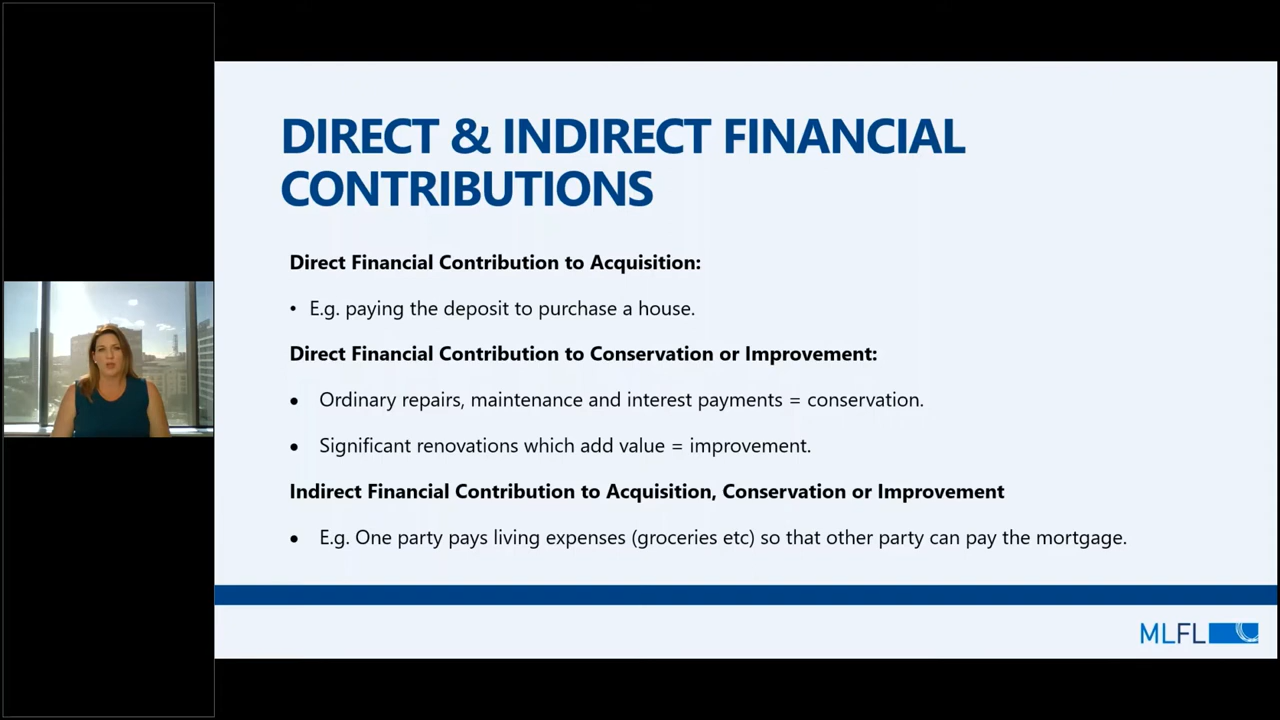 DIRECT & INDIRECT FINANCIAL
CONTRIBUTIONS
Direct Financial Contribution to Acquisition:
• E.g. paying the deposit to purchase a house.
Direct Financial Contribution to Conservation or Improvement:
• Ordinary repairs, maintenance and interest payments = conservation.
• Significant renovations which add value = improvement.
Indirect Financial Contribution to Acquisition, Conservation or Improvement
• E.g. One party pays living expenses (groceries etc) so that other party can pay the mortgage.
MLFL